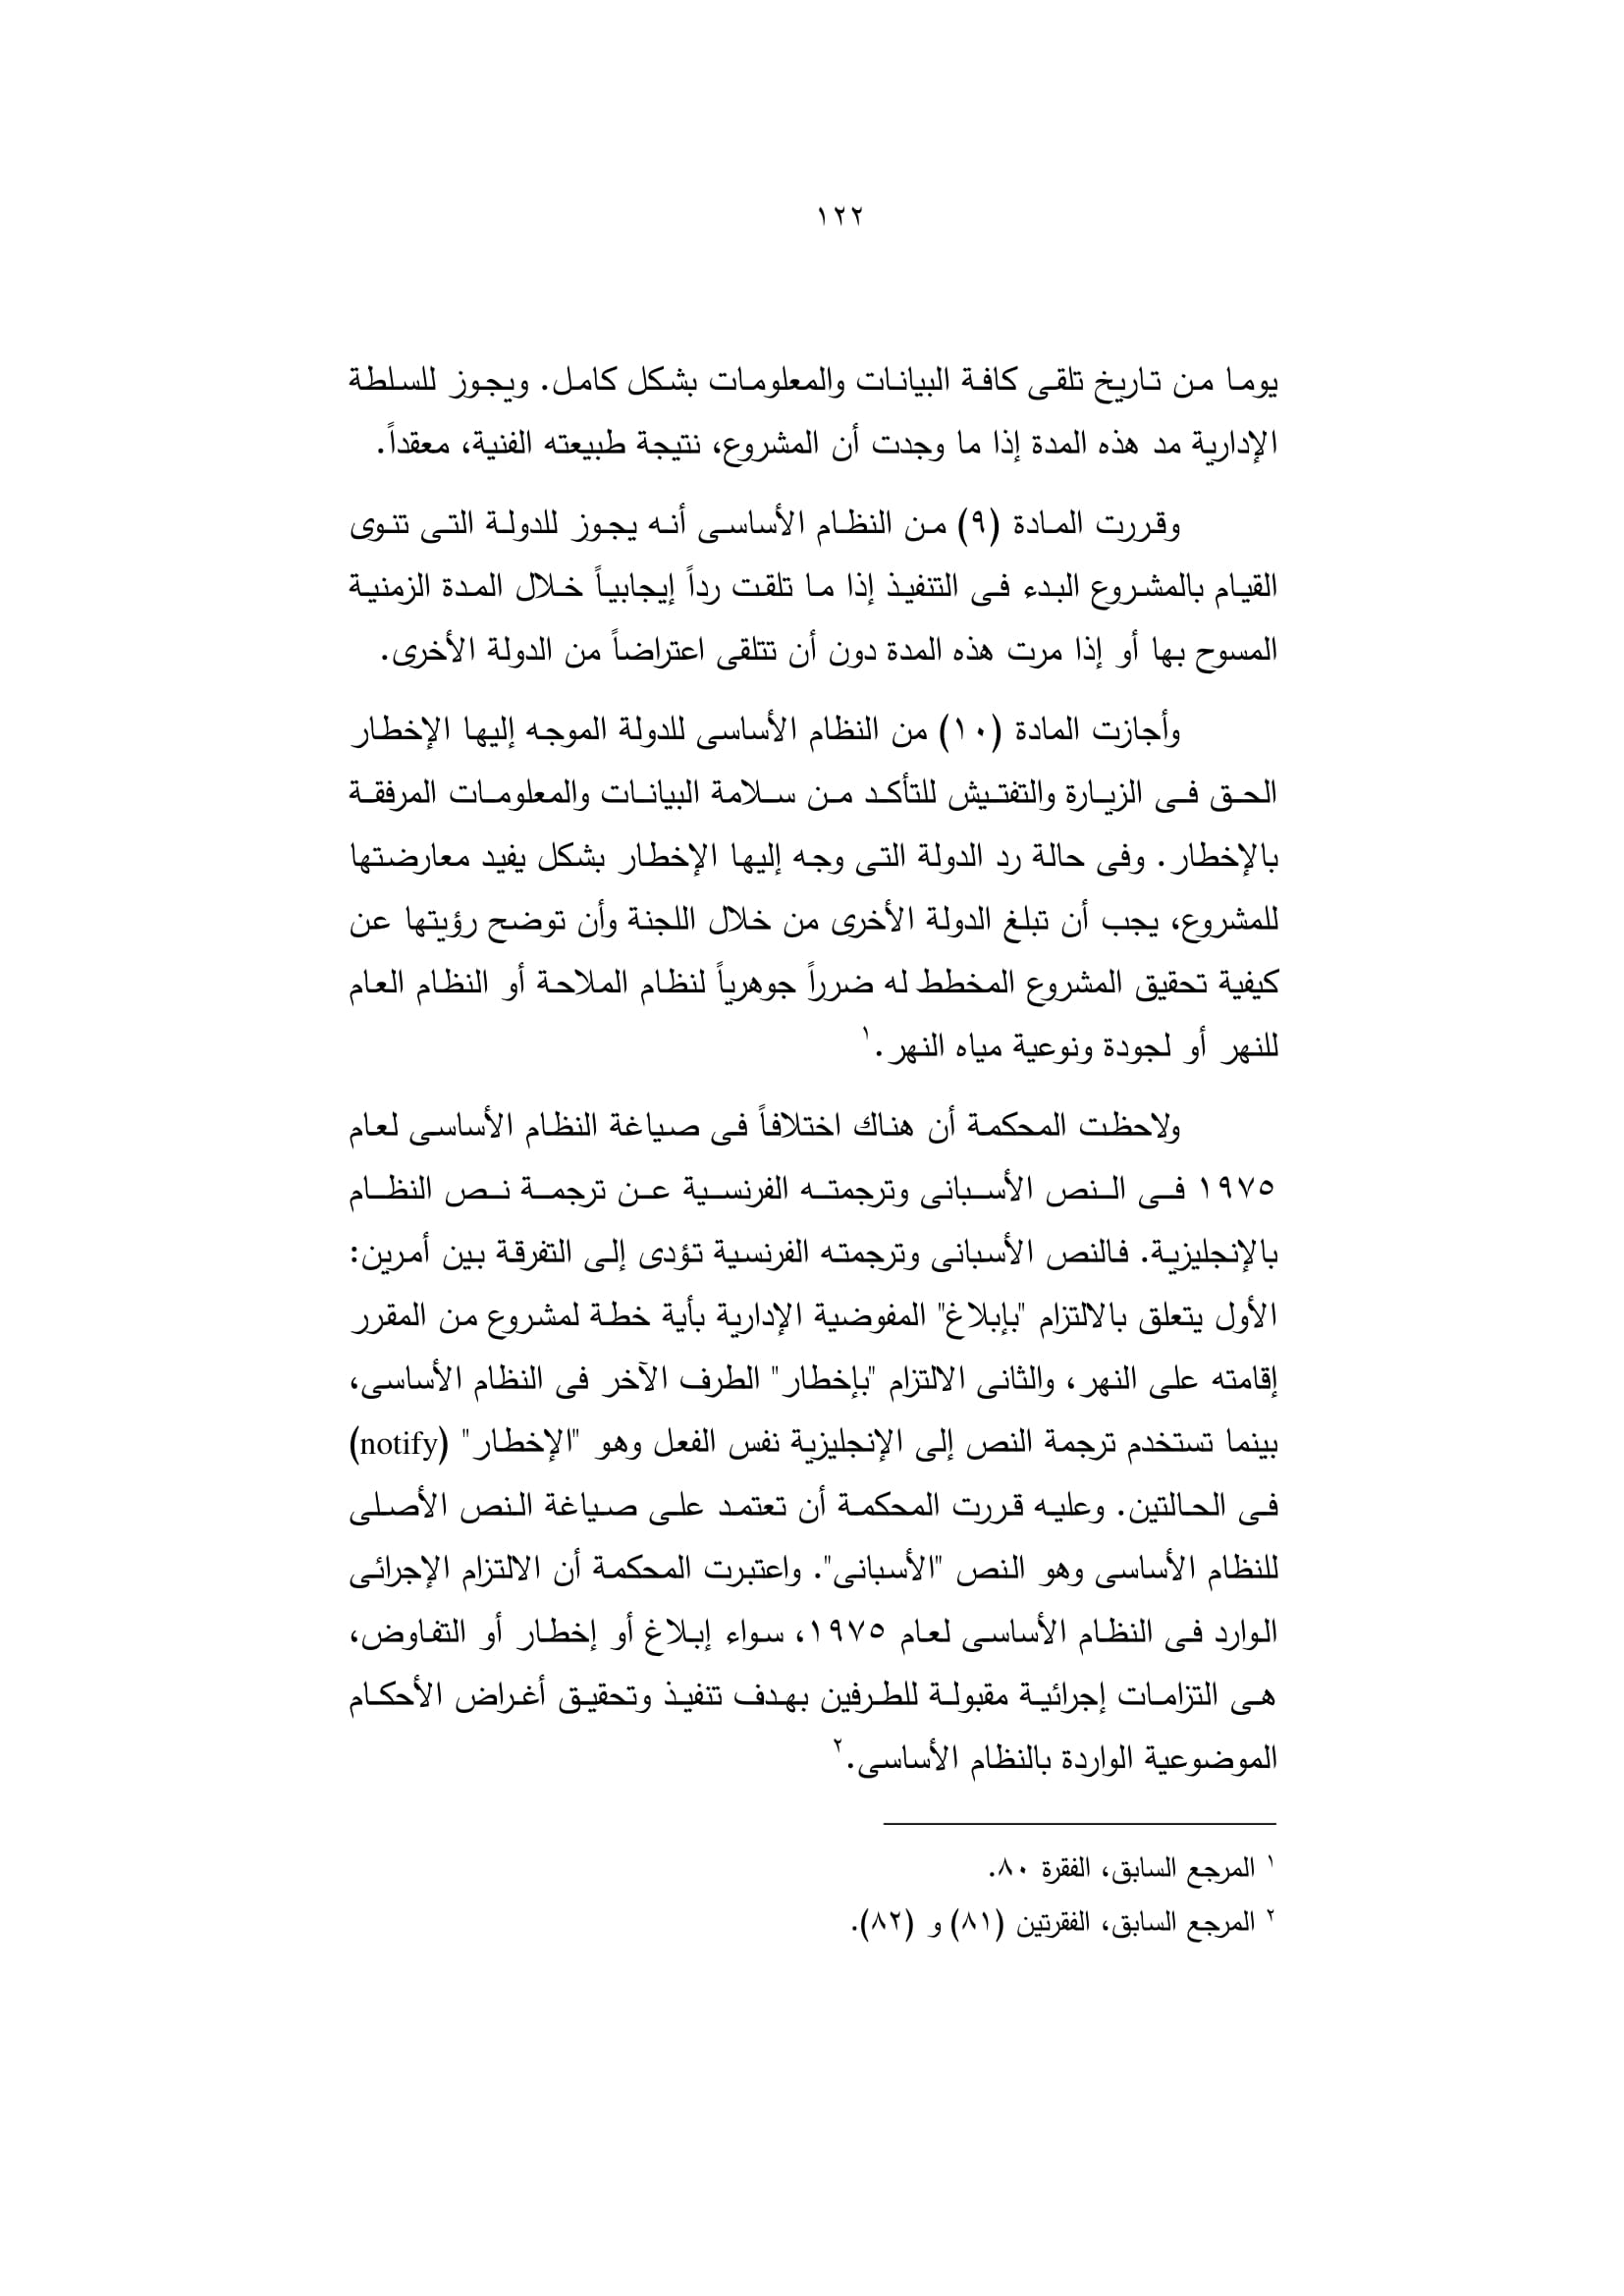 ١٢٢
يوما من تاريخ تلقى كافة البيانات والمعلومات بشكل كامل. ويجوز للسلطة
الإدارية مد هذه المدة إذا ما وجدت أن المشروع، نتيجة طبيعته الفنية، معقداً.
وقررت المادة (٩) من النظام الأساسى أنه يجوز للدولة التى تنوى
القيام بالمشروع البدء فى التنفيذ إذا ما تلقت رداً إيجابياً خلال المدة الزمنية
المسوح بها أو إذا مرت هذه المدة دون أن تتلقى اعتراضاً من الدولة الأخرى.
وأجازت المادة (١٠) من النظام الأساسى للدولة الموجه إليها الإخطار
الحق فى الزيارة والتفتيش للتأكد من سلامة البيانات والمعلومات المرفقة
بالإخطار. وفى حالة رد الدولة التى وجه إليها الإخطار بشكل يفيد معارضتها
للمشروع، يجب أن تبلغ الدولة الأخرى من خلال اللجنة وأن توضح رؤيتها عن
كيفية تحقيق المشروع المخطط له ضرراً جوهرياً لنظام الملاحة أو النظام العام
للنهر أو لجودة ونوعية مياه النهر.١
ولاحظت المحكمة أن هناك اختلافاً فى صياغة النظام الأساسى لعام
١٩٧٥ فى النص الأسبانى وترجمته الفرنسية عن ترجمة نص النظام
بالإنجليزية. فالنص الأسبانى وترجمته الفرنسية تؤدى إلى التفرقة بين أمرين:
الأول يتعلق بالالتزام "بإبلاغ" المفوضية الإدارية بأية خطة لمشروع من المقرر
إقامته على النهر، والثانى الالتزام "بإخطار" الطرف الآخر فى النظام الأساسى،
بينما تستخدم ترجمة النص إلى الإنجليزية نفس الفعل وهو "الإخطار" (notify)
فى الحالتين. وعليه قررت المحكمة أن تعتمد على صياغة النص الأصلى
للنظام الأساسى وهو النص "الأسبانى". واعتبرت المحكمة أن الالتزام الإجرائى
الوارد فى النظام الأساسى لعام ١٩٧٥، سواء إبلاغ أو إخطار أو التفاوض،
هى التزامات إجرائية مقبولة للطرفين بهدف تنفيذ وتحقيق أغراض الأحكام
الموضوعية الواردة بالنظام الأساسى.٢
١ المرجع السابق، الفقرة ٨٠.
٢ المرجع السابق، الفقرتين (٨١) و (٨٢).